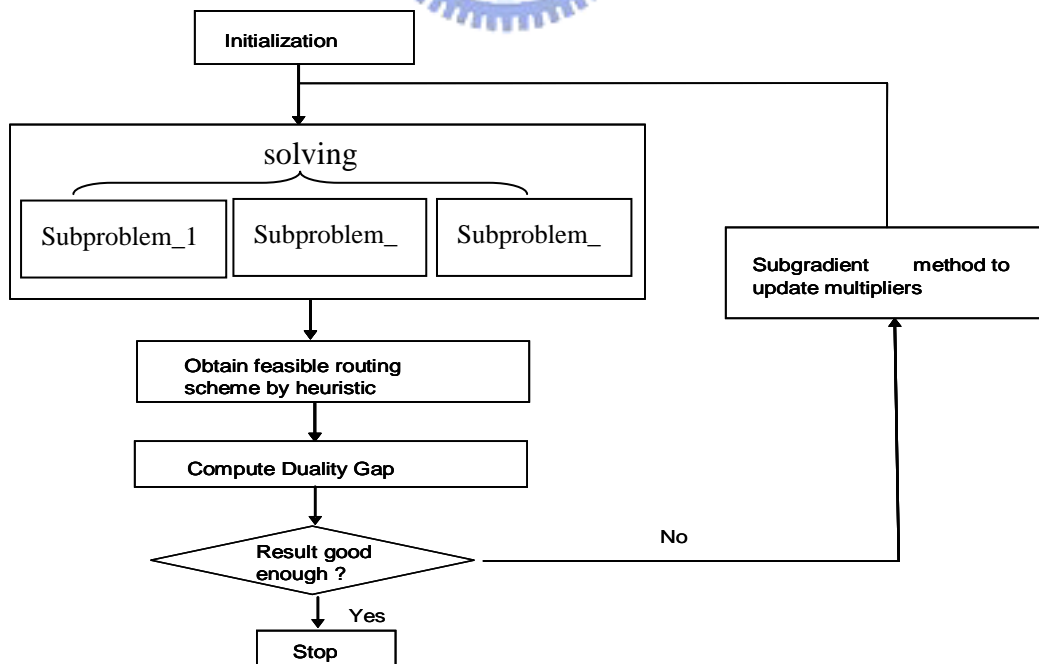 Initialization
solving
Subproblem_1
Subproblem_
Subproblem_
Subgradient method to
update multipliers
Obtain feasible routing
scheme by heuristic
Compute Duality Gap
Result good
enough ?
No
Yes
Stop